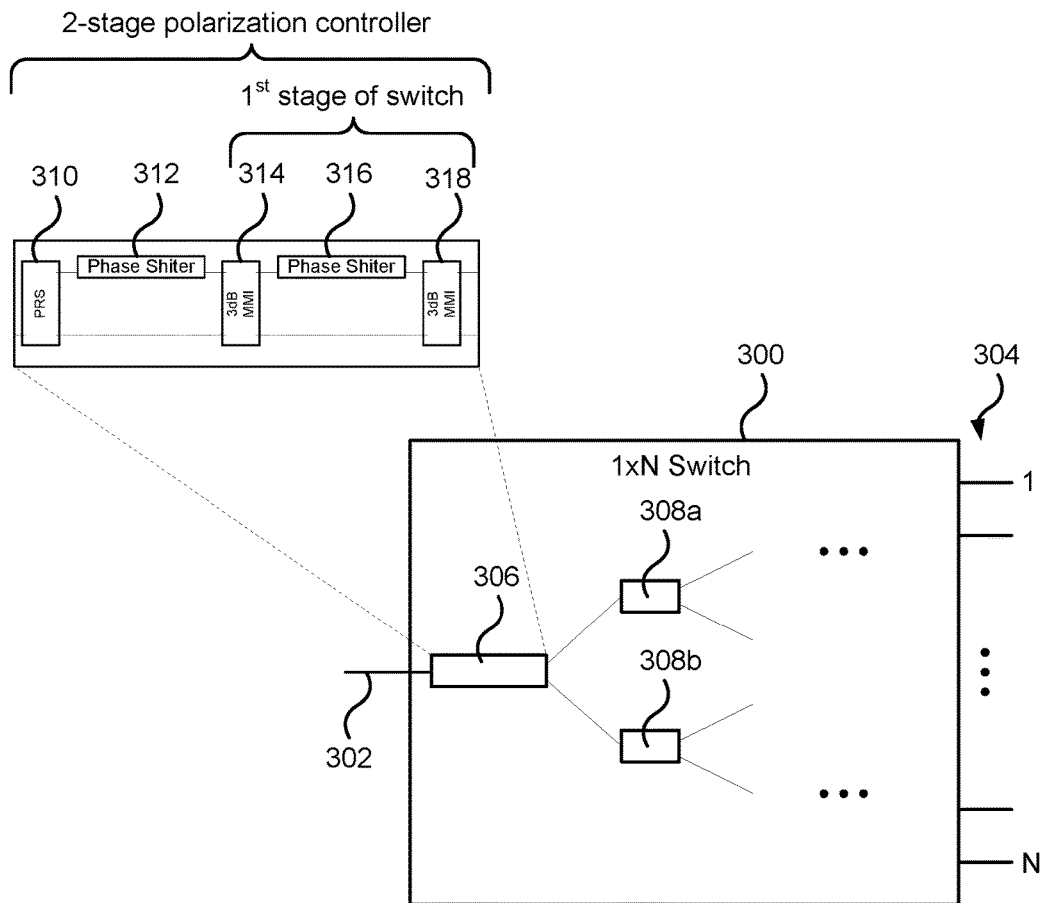 2-stage polarization controller
1st stage of switch
310 312 314 316 318
PRS
Phase Shiter
3dB
MMI
Phase Shiter
3dB
MMI
300
304
1xN Switch
1
308a
306
308b
302
N